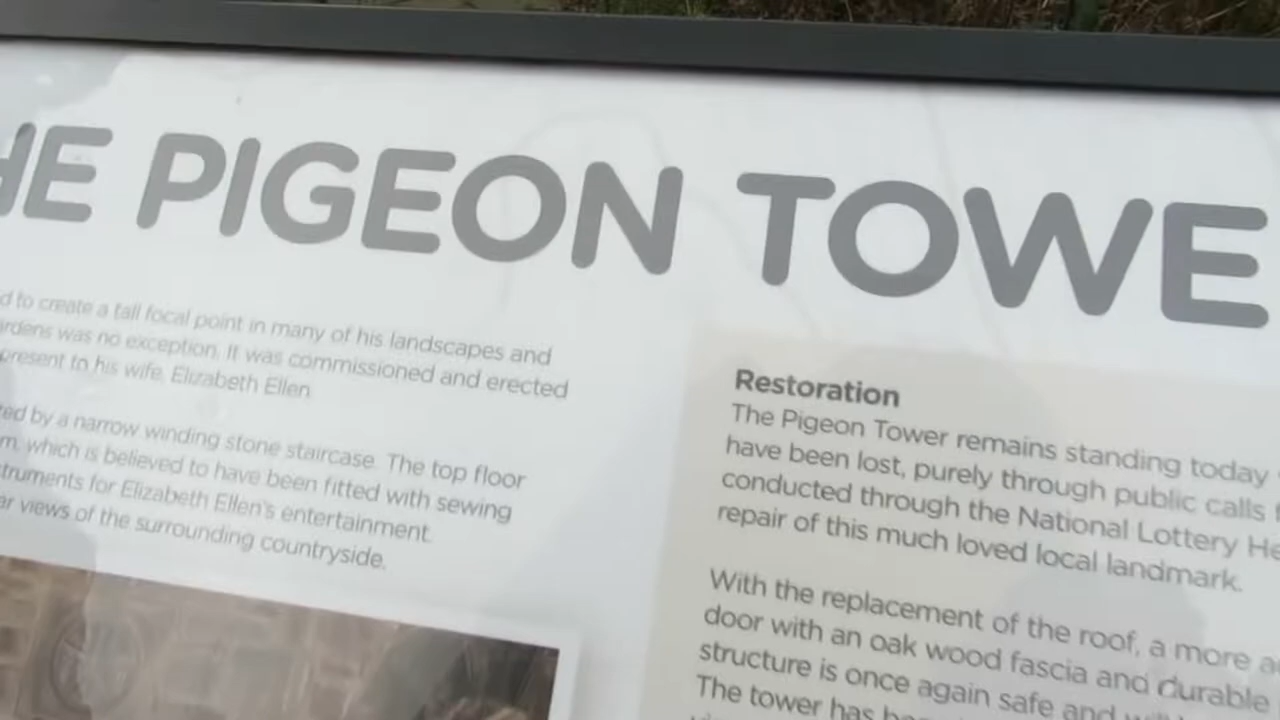 THE PIGEON TOWE
d to create a tall focal point in many of his landscapes and
ardens was no exception. It was commissioned and erected
present to his wife, Elizabeth Ellen.
ted by a narrow winding stone staircase. The top floor
m, which is believed to have been fitted with sewing
truments for Elizabeth Ellen's entertainment.
ar views of the surrounding countryside.
Restoration
The Pigeon Tower remains standing today
have been lost, purely through public calls f
conducted through the National Lottery He
repair of this much loved local landmark.
With the replacement of the roof, a more a
door with an oak wood fascia and durable
structure is once again safe and
The tower has